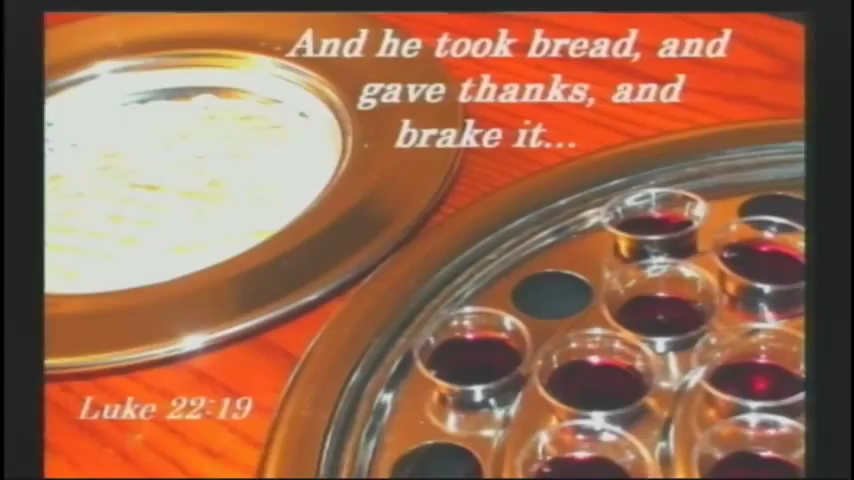 And he took bread, and
gave thanks, and
brake it...
Luke 22:19